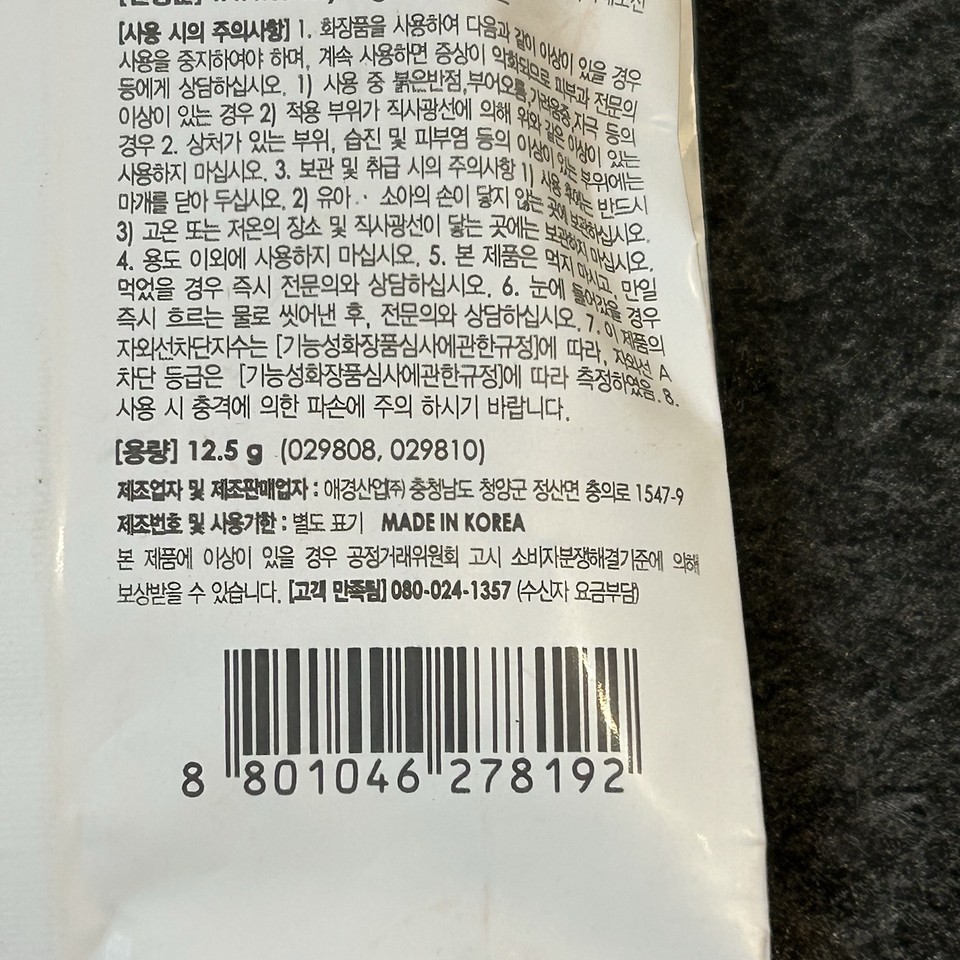 [사용 시의 주의사항] 1. 화장품을 사용하여 다음과 같이 이상이 있을 경우
사용을 중지하여야 하며, 계속 사용하면 증상이 악화되므로 피부과 전문의
등에게 상담하십시오. 1) 사용 중 붉은반점,부어오름,가려움증,자극 등의
이상이 있는 경우 2) 적용 부위가 직사광선에 의해 위와 같은 이상이 있는
경우 2. 상처가 있는 부위, 습진 및 피부염 등의 이상이 있는 부위에는
사용하지 마십시오. 3. 보관 및 취급 시의 주의사항 1) 사용 후에는 반드시
마개를 닫아 두십시오. 2) 유아·소아의 손이 닿지 않는 곳에 보관하십시오.
3) 고온 또는 저온의 장소 및 직사광선이 닿는 곳에는 보관하지 마십시오.
4. 용도 이외에 사용하지 마십시오. 5. 본 제품은 먹지 마시고, 만일
먹었을 경우 즉시 전문의와 상담하십시오. 6. 눈에 들어갔을 경우
즉시 흐르는 물로 씻어낸 후, 전문의와 상담하십시오. 7. 이 제품의
자외선차단지수는 [기능성화장품심사에관한규정]에 따라, 자외선 A
차단 등급은 [기능성화장품심사에관한규정]에 따라 측정하였음. 8.
사용 시 충격에 의한 파손에 주의 하시기 바랍니다.
[용량] 12.5 g (029808, 029810)
제조업자 및 제조판매업자 : 애경산업㈜ 충청남도 청양군 정산면 충의로 1547-9
제조번호 및 사용기한 : 별도 표기 MADE IN KOREA
본 제품에 이상이 있을 경우 공정거래위원회 고시 소비자분쟁해결기준에 의해
보상받을 수 있습니다. [고객 만족팀] 080-024-1357 (수신자 요금부담)
8 801046 278192